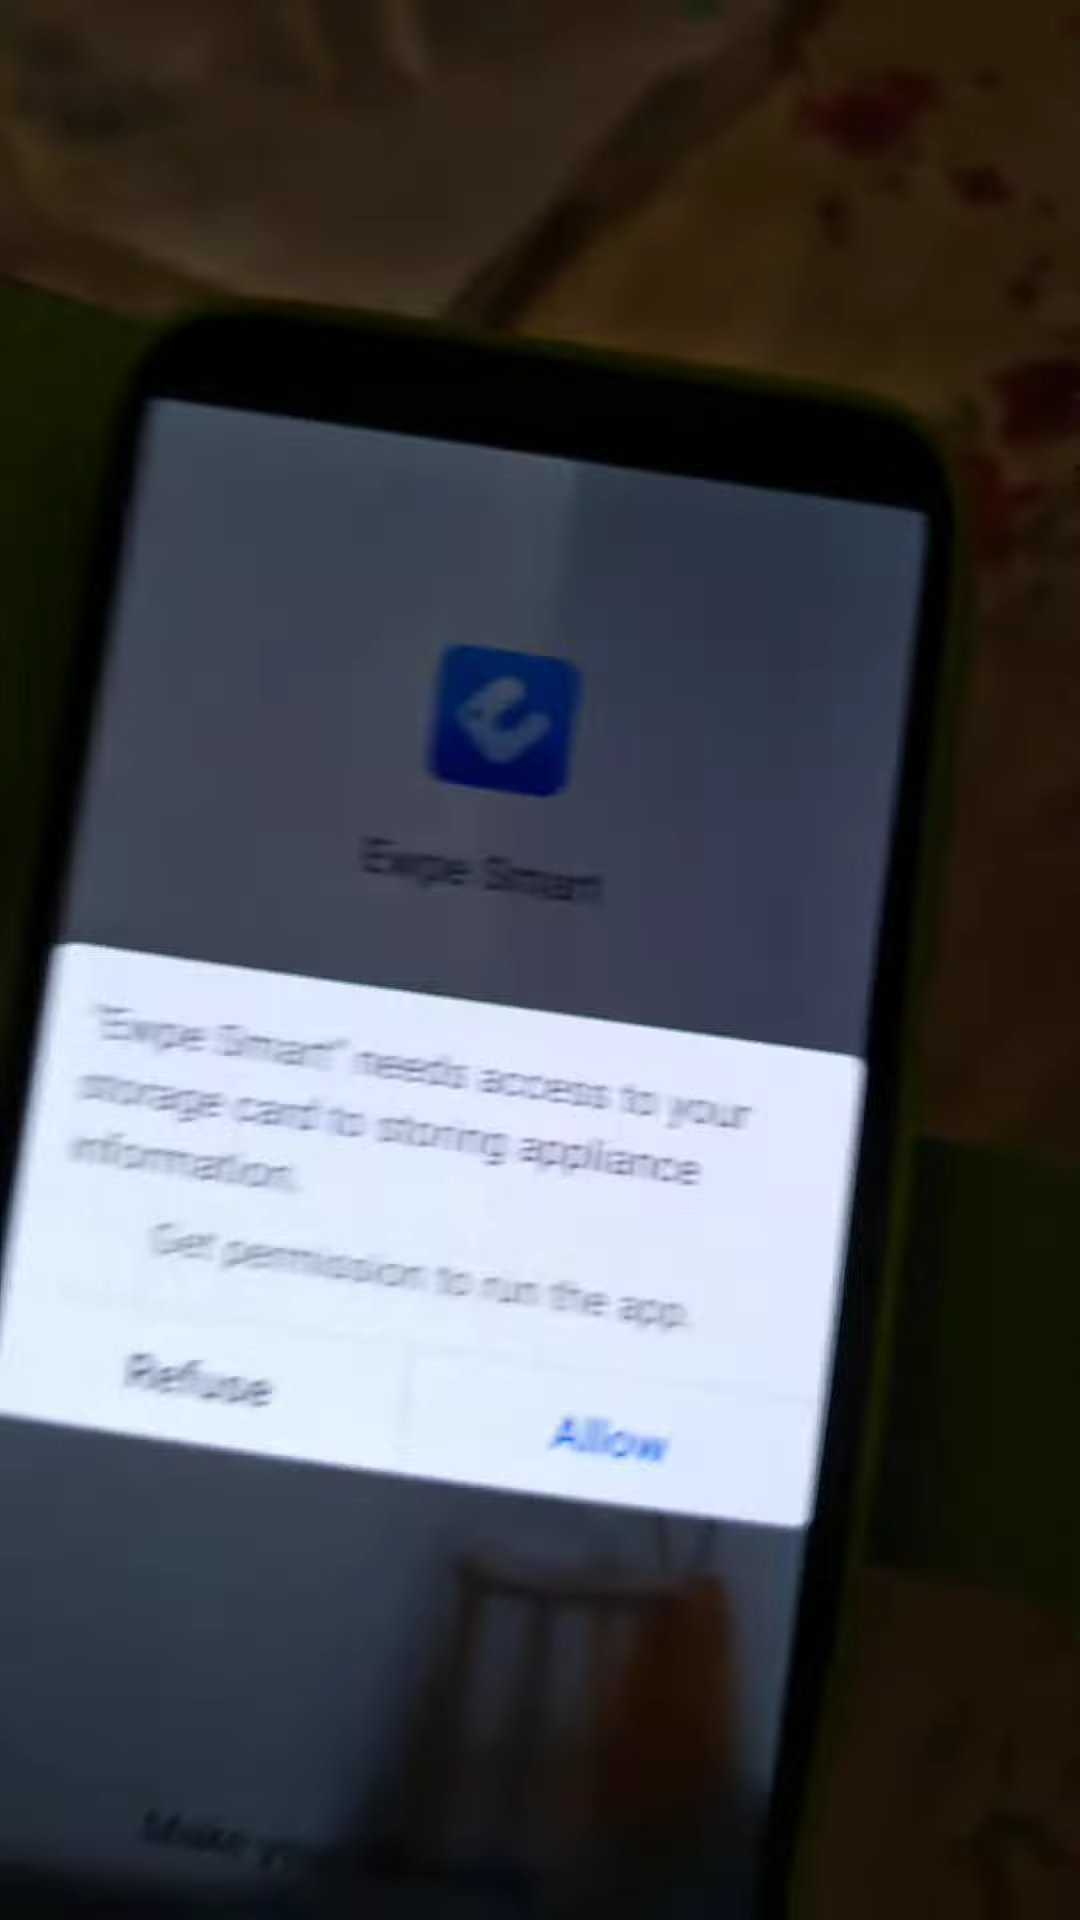 Ewpe Smart
"Ewpe Smart" needs access to your
storage card to storing appliance
information.
Get permission to run the app.
Refuse
Allow
Make